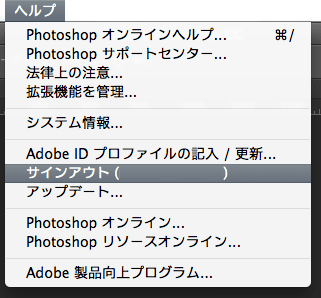 ヘルプ
Photoshop オンラインヘルプ... ⌘/
Photoshop サポートセンター...
法律上の注意...
拡張機能を管理...
システム情報...
Adobe ID プロファイルの記入 / 更新...
サインアウト ( )
アップデート...
Photoshop オンライン...
Photoshop リソースオンライン...
Adobe 製品向上プログラム...